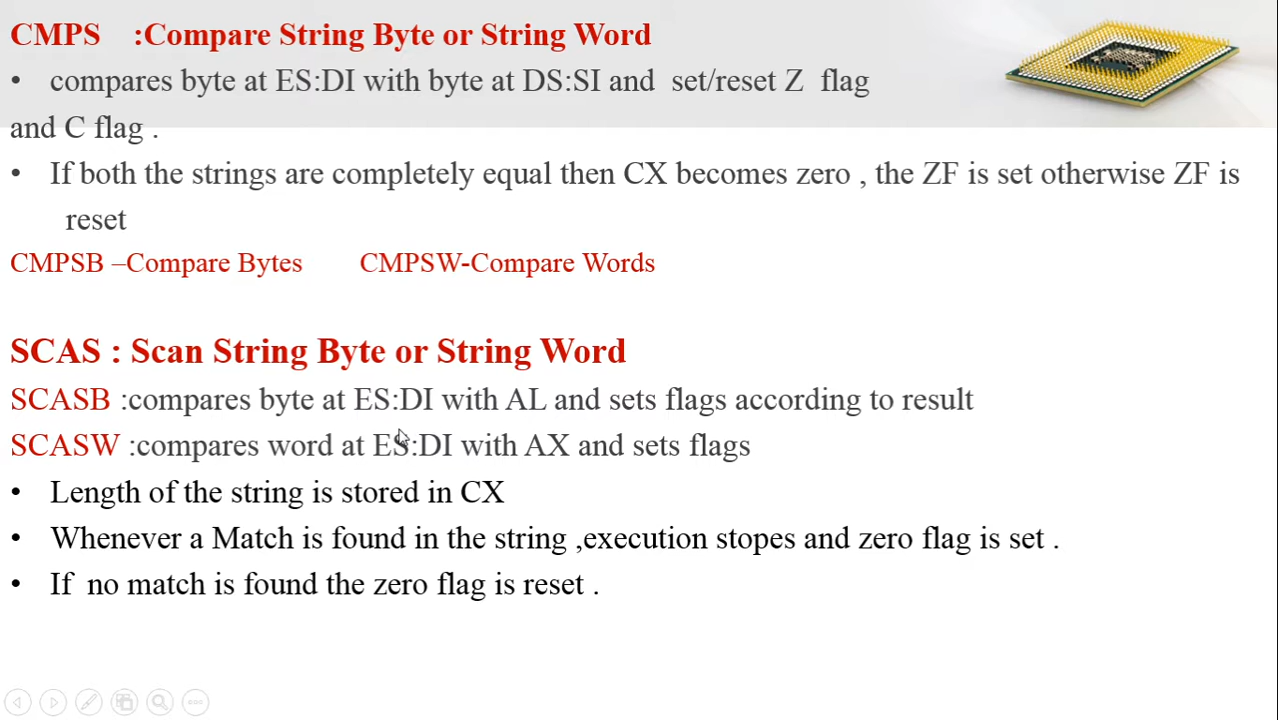 CMPS :Compare String Byte or String Word
• compares byte at ES:DI with byte at DS:SI and set/reset Z flag
and C flag .
• If both the strings are completely equal then CX becomes zero , the ZF is set otherwise ZF is
reset
CMPSB –Compare Bytes CMPSW-Compare Words
SCAS : Scan String Byte or String Word
SCASB :compares byte at ES:DI with AL and sets flags according to result
SCASW :compares word at ES:DI with AX and sets flags
• Length of the string is stored in CX
• Whenever a Match is found in the string ,execution stopes and zero flag is set .
• If no match is found the zero flag is reset .